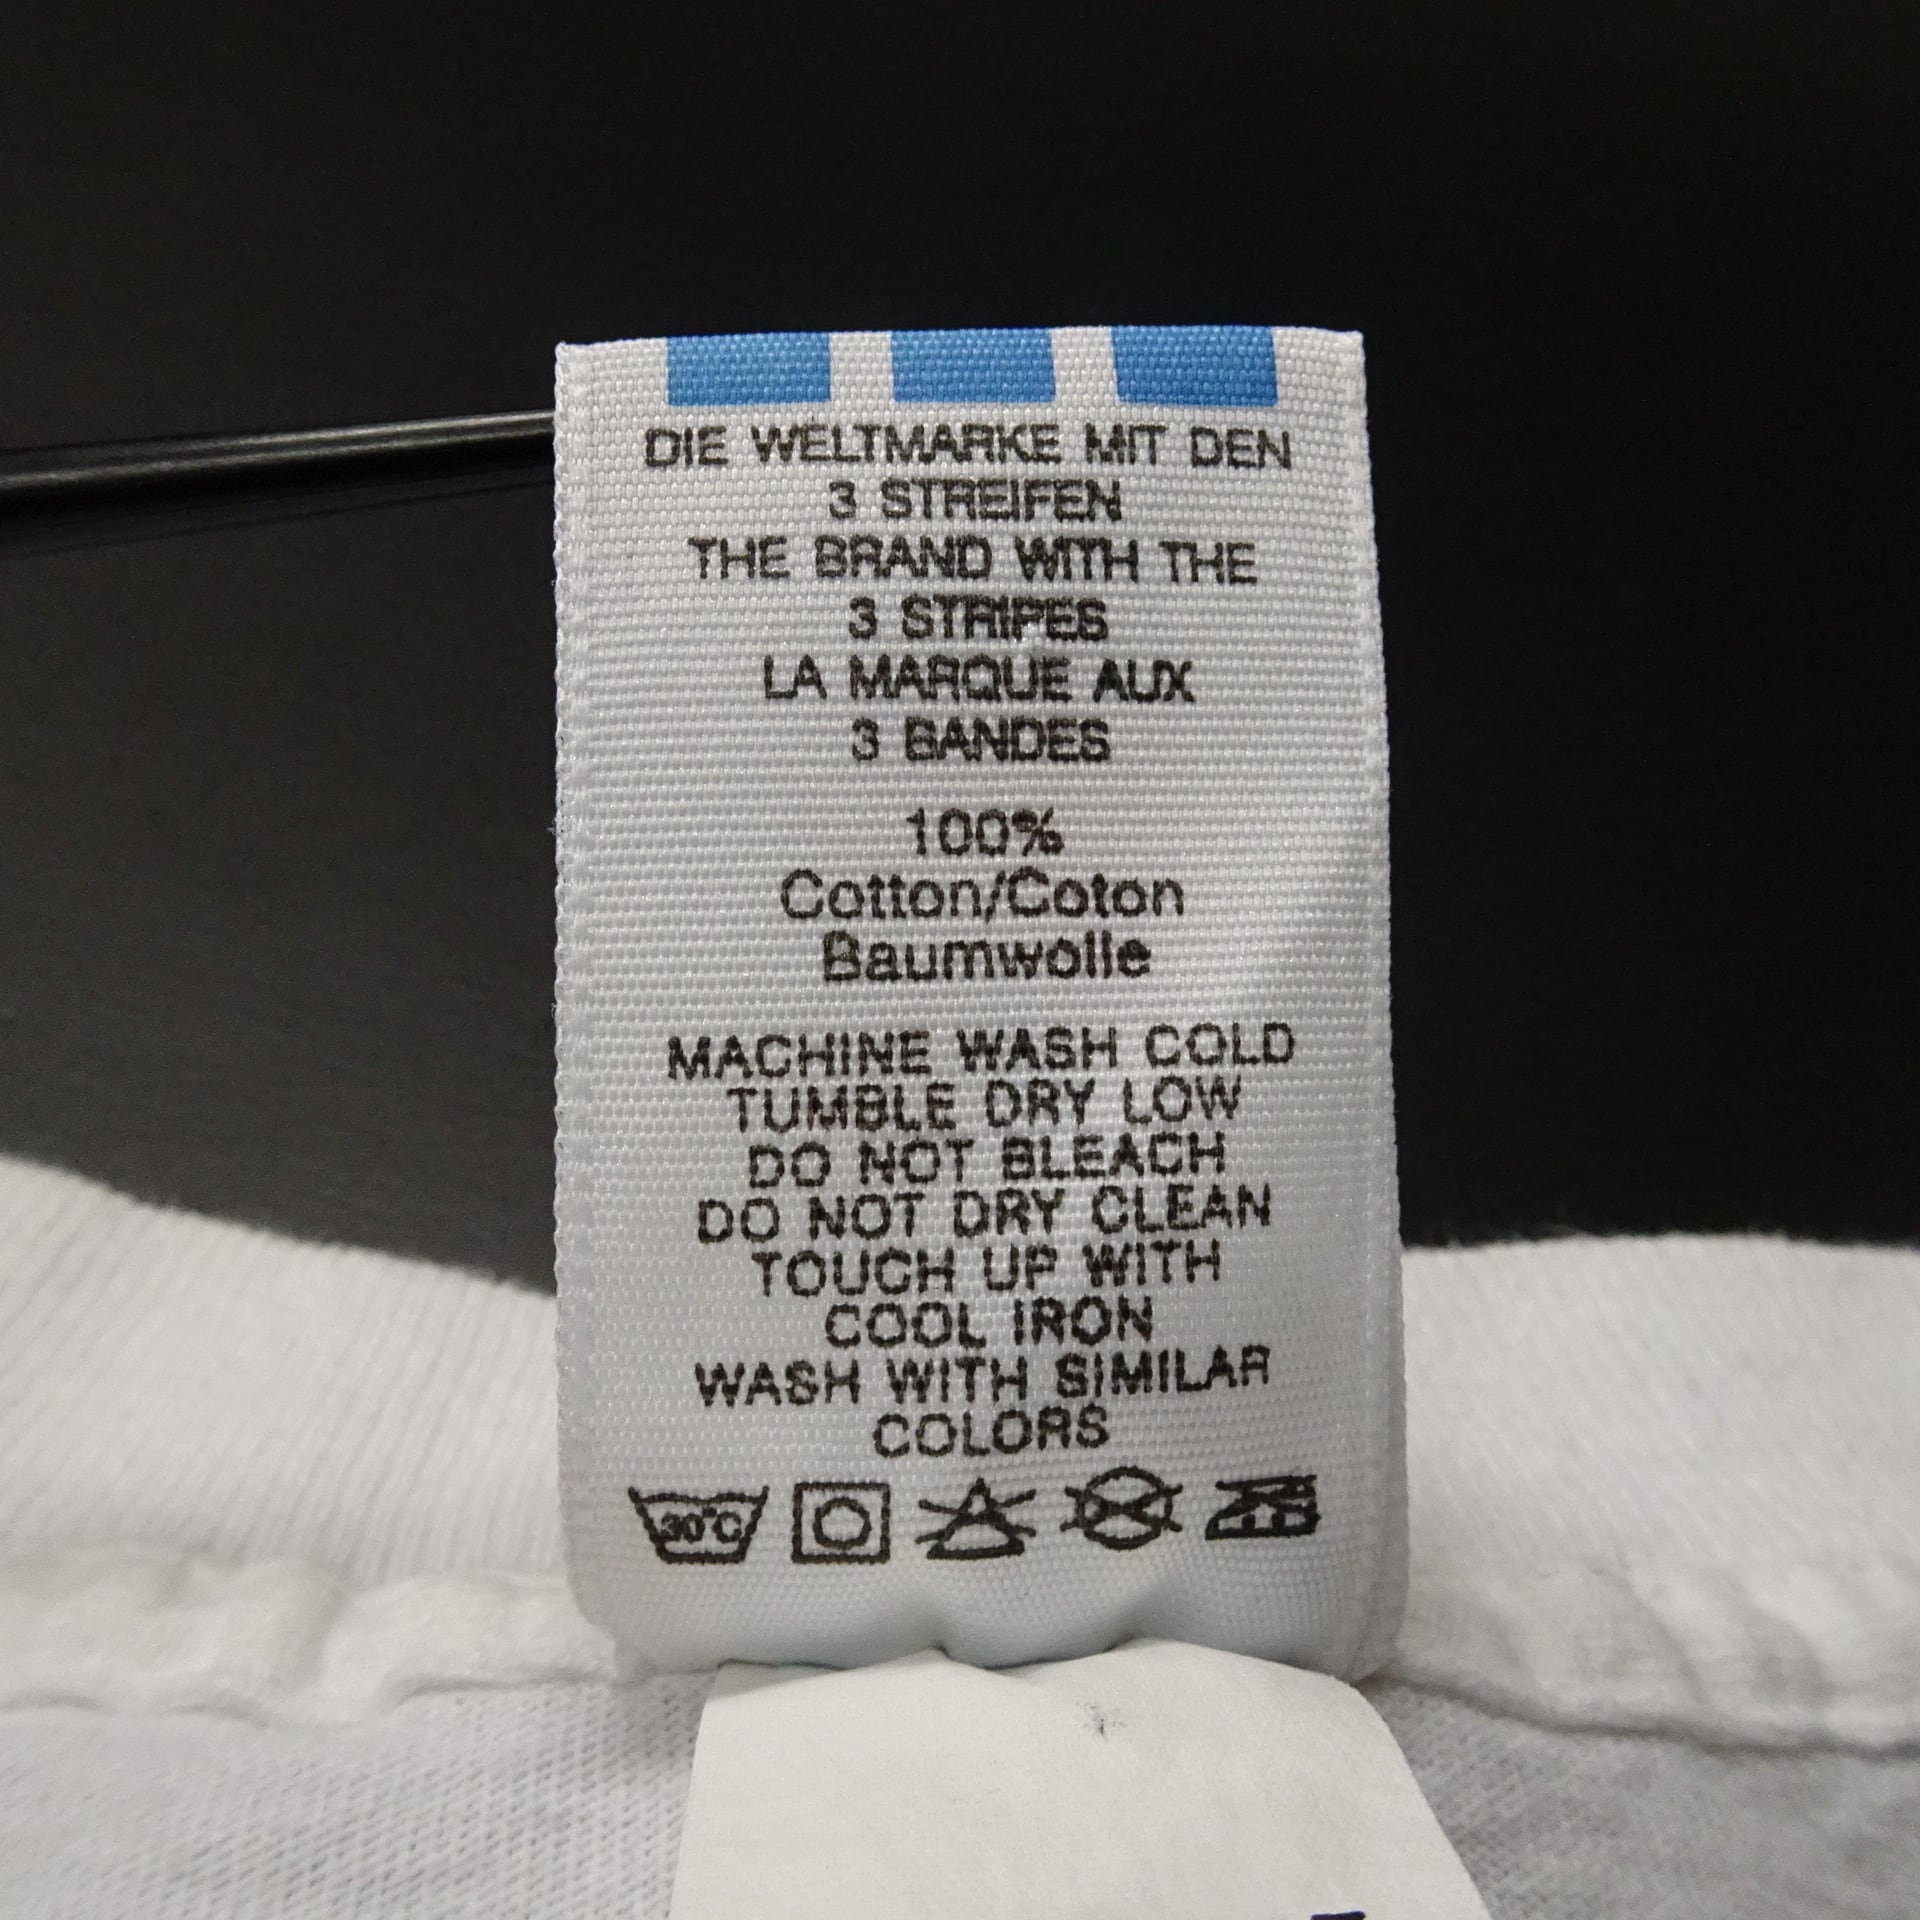 DIE WELTMARKE MIT DEN
3 STREIFEN
THE BRAND WITH THE
3 STRIPES
LA MARQUE AUX
3 BANDES
100%
Cotton/Coton
Baumwolle
MACHINE WASH COLD
TUMBLE DRY LOW
DO NOT BLEACH
DO NOT DRY CLEAN
TOUCH UP WITH
COOL IRON
WASH WITH SIMILAR
COLORS
30°C